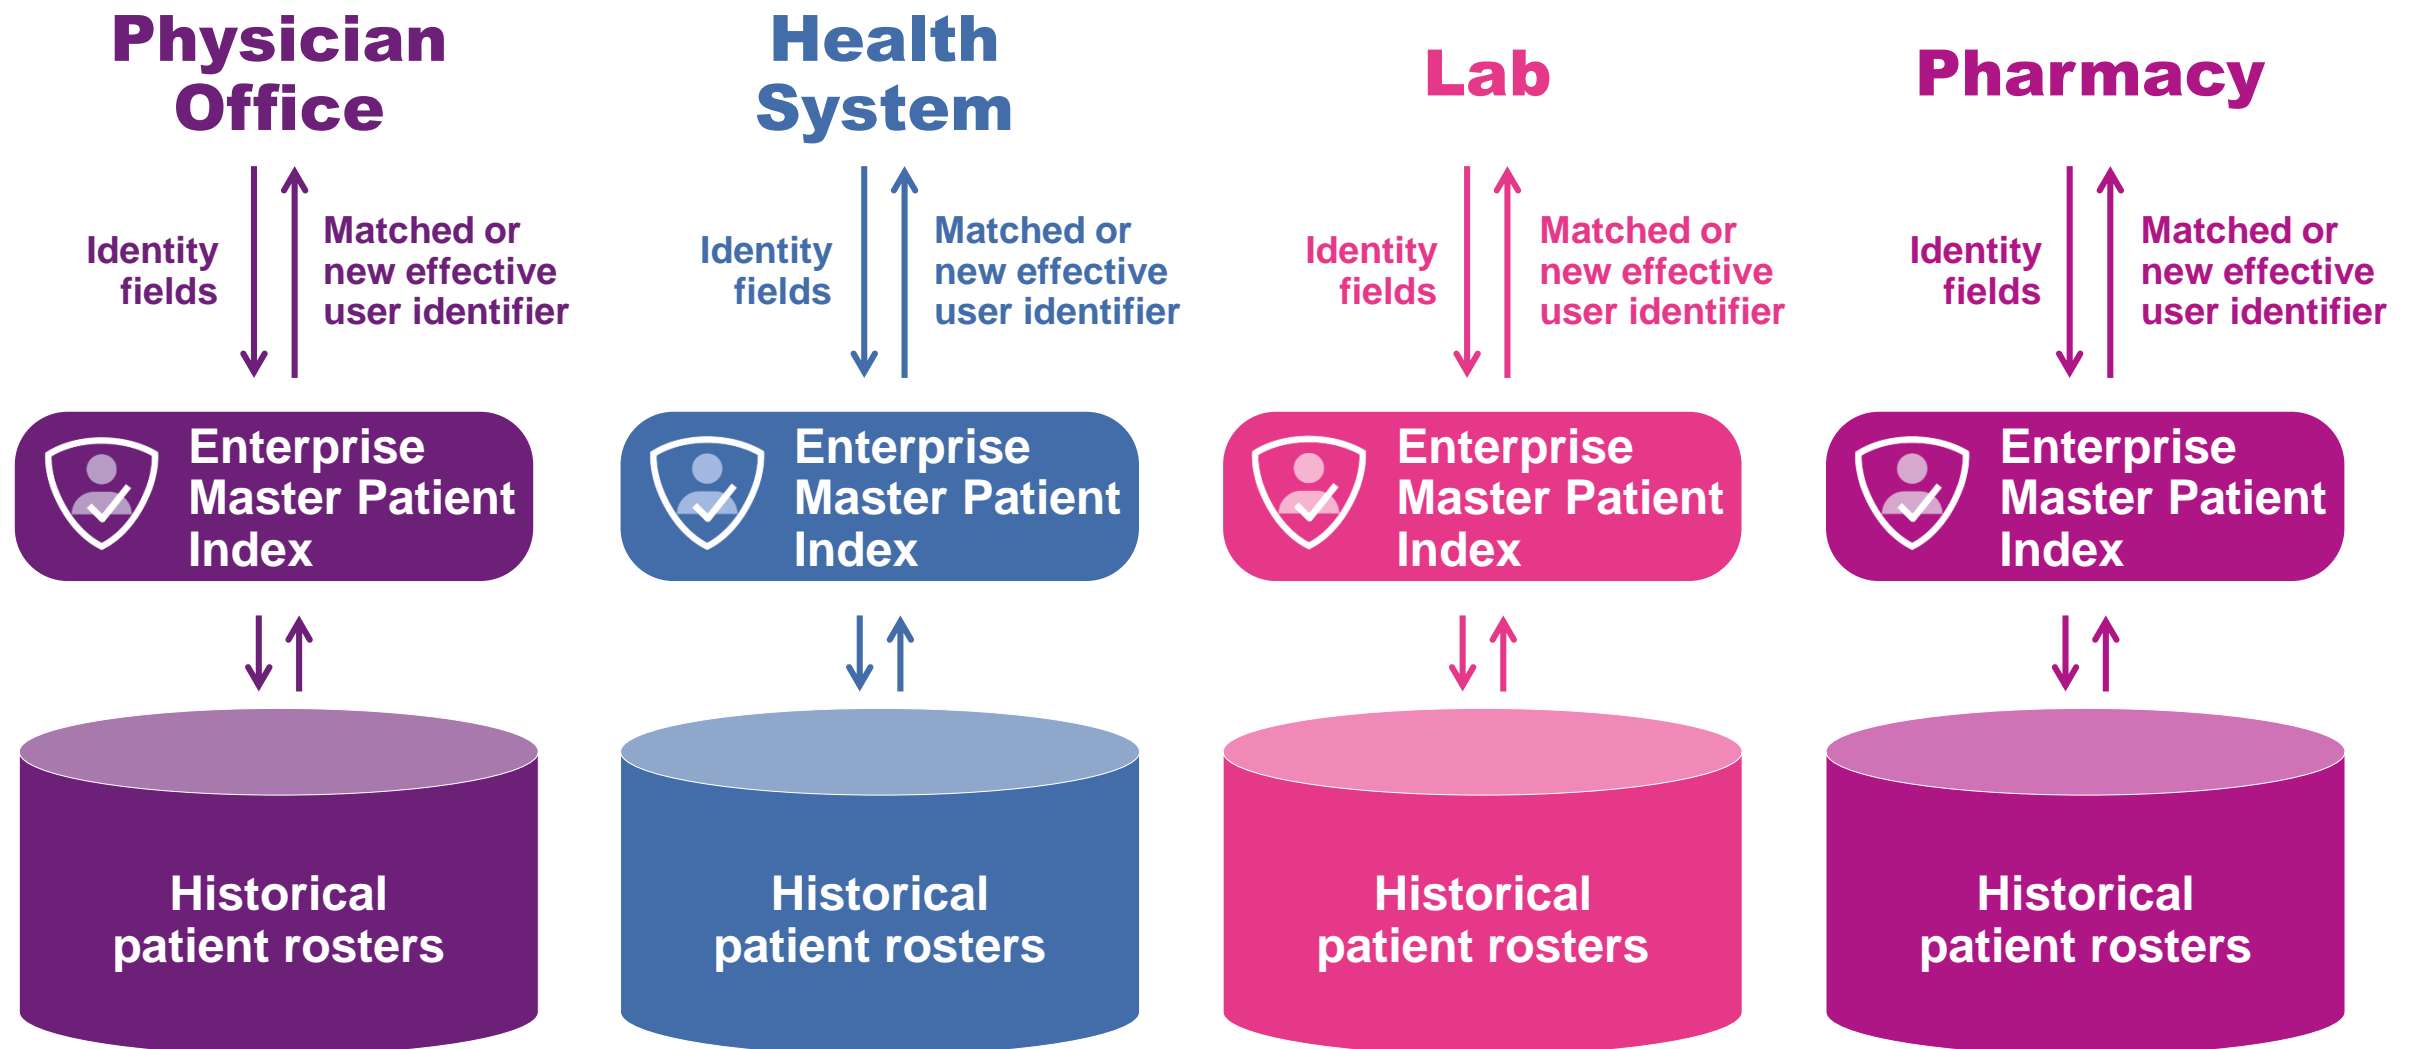 Physician
Office
Identity
fields
Matched or
new effective
user identifier
Enterprise
Master Patient
Index
Historical
patient rosters
Health
System
Identity
fields
Matched or
new effective
user identifier
Enterprise
Master Patient
Index
Historical
patient rosters
Lab
Identity
fields
Matched or
new effective
user identifier
Enterprise
Master Patient
Index
Historical
patient rosters
Pharmacy
Identity
fields
Matched or
new effective
user identifier
Enterprise
Master Patient
Index
Historical
patient rosters